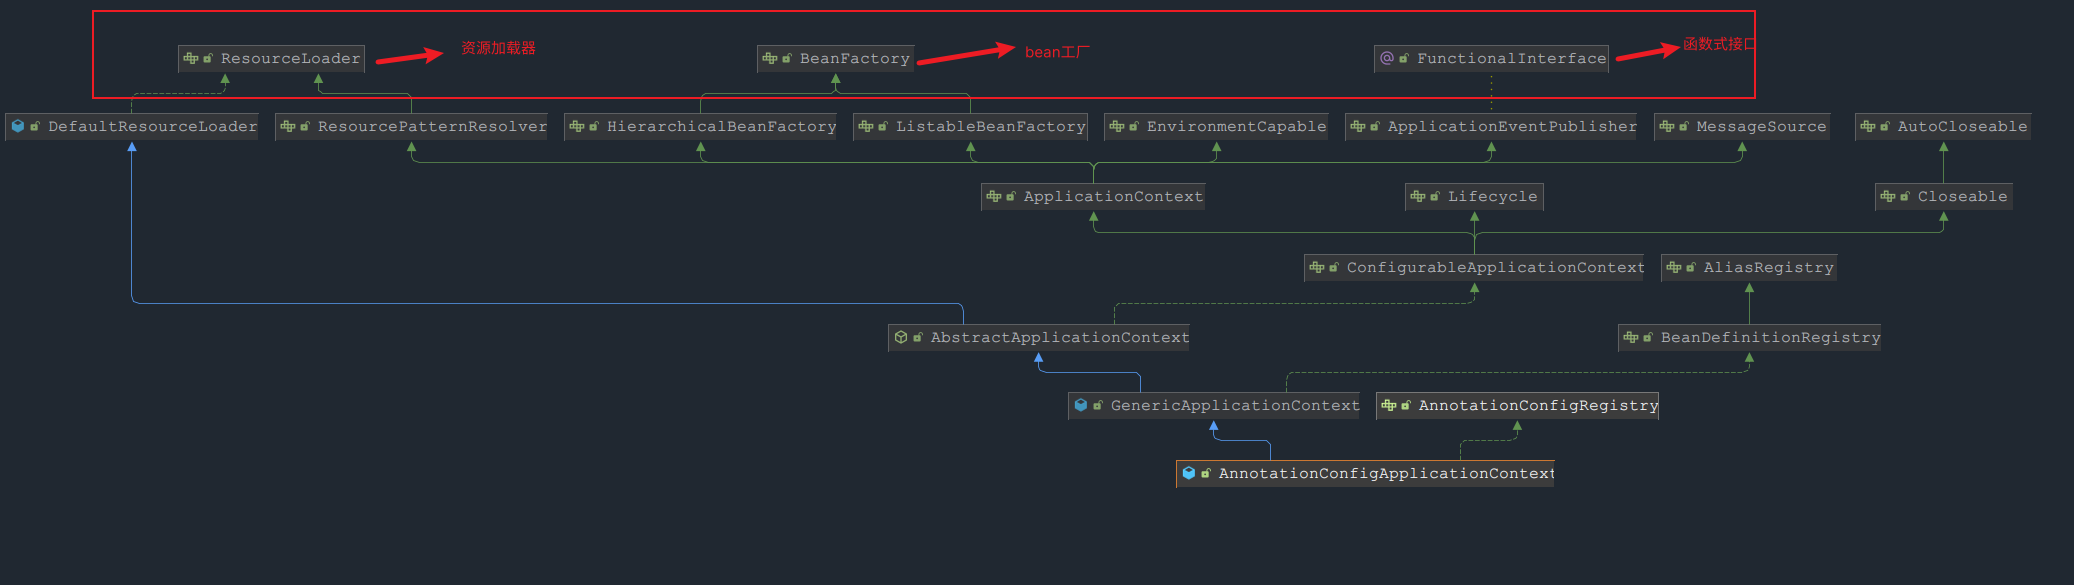 ResourceLoader
资源加载器
BeanFactory
bean工厂
FunctionalInterface
函数式接口
DefaultResourceLoader
ResourcePatternResolver
HierarchicalBeanFactory
ListableBeanFactory
EnvironmentCapable
ApplicationEventPublisher
MessageSource
AutoCloseable
ApplicationContext
Lifecycle
Closeable
ConfigurableApplicationContext
AliasRegistry
AbstractApplicationContext
BeanDefinitionRegistry
GenericApplicationContext
AnnotationConfigRegistry
AnnotationConfigApplicationContext